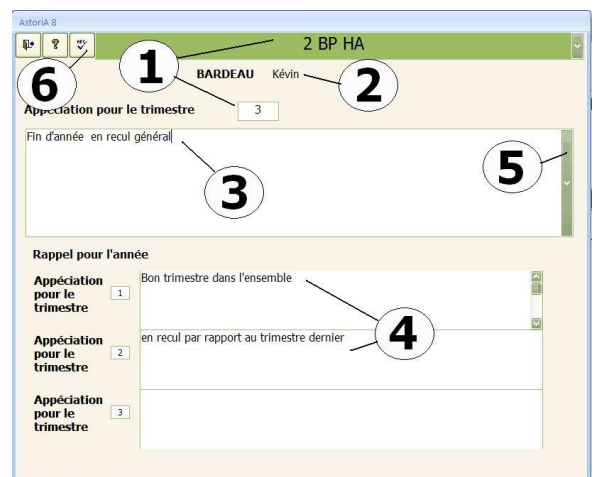 AstoriA 8
? ABC 2 BP HA
1
6 BARDEAU Kévin 2
Appéciation pour le trimestre 3
Fin d'année en recul général
3
5
Rappel pour l'année
Appéciation pour le trimestre 1 Bon trimestre dans l'ensemble
4
Appéciation pour le trimestre 2 en recul par rapport au trimestre dernier
Appéciation pour le trimestre 3